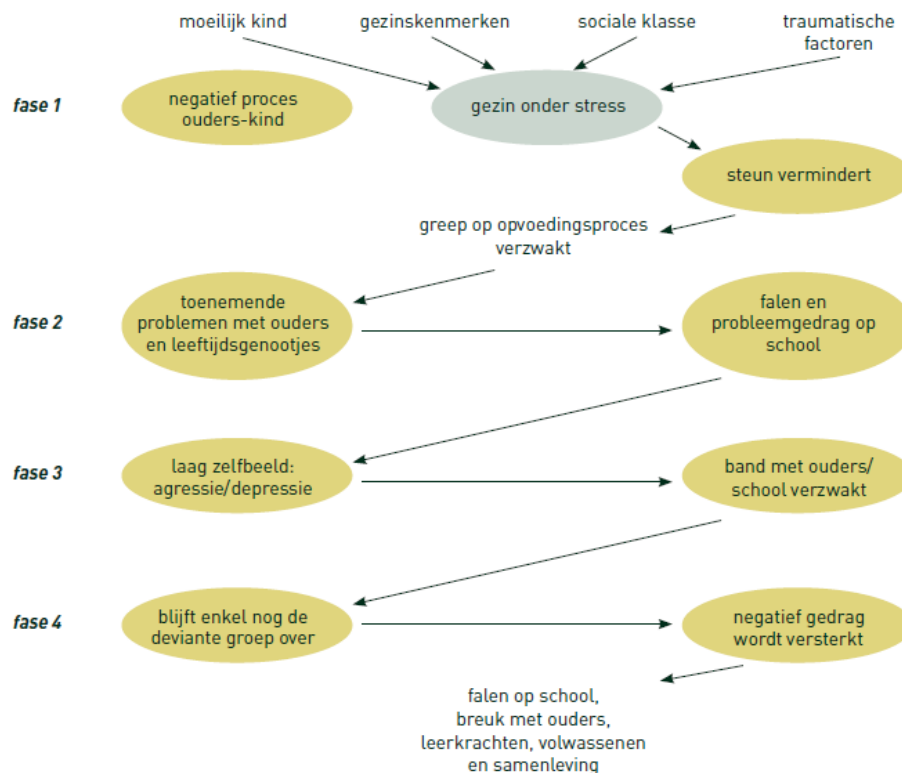 moeilijk kind
gezinskenmerken
sociale klasse
traumatische
factoren
fase 1
negatief proces
ouders-kind
gezin onder stress
steun vermindert
greep op opvoedingsproces
verzwakt
fase 2
toenemende
problemen met ouders
en leeftijdsgenootjes
falen en
probleemgedrag op
school
fase 3
laag zelfbeeld:
agressie/depressie
band met ouders/
school verzwakt
fase 4
blijft enkel nog de
deviante groep over
negatief gedrag
wordt versterkt
falen op school,
breuk met ouders,
leerkrachten, volwassenen
en samenleving